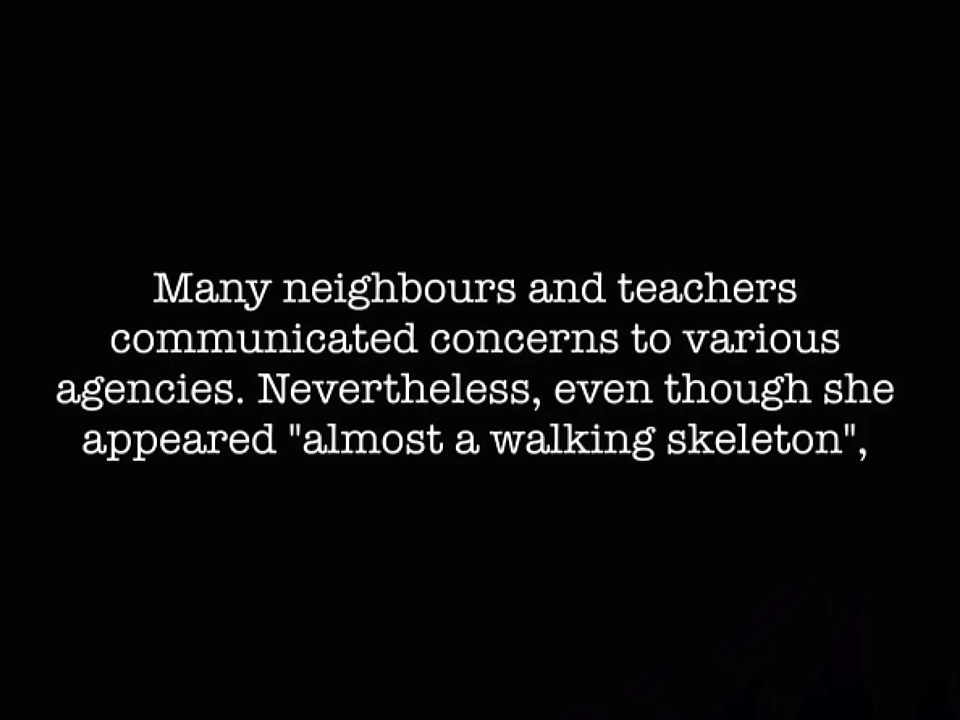 Many neighbours and teachers
communicated concerns to various
agencies. Nevertheless, even though she
appeared "almost a walking skeleton",